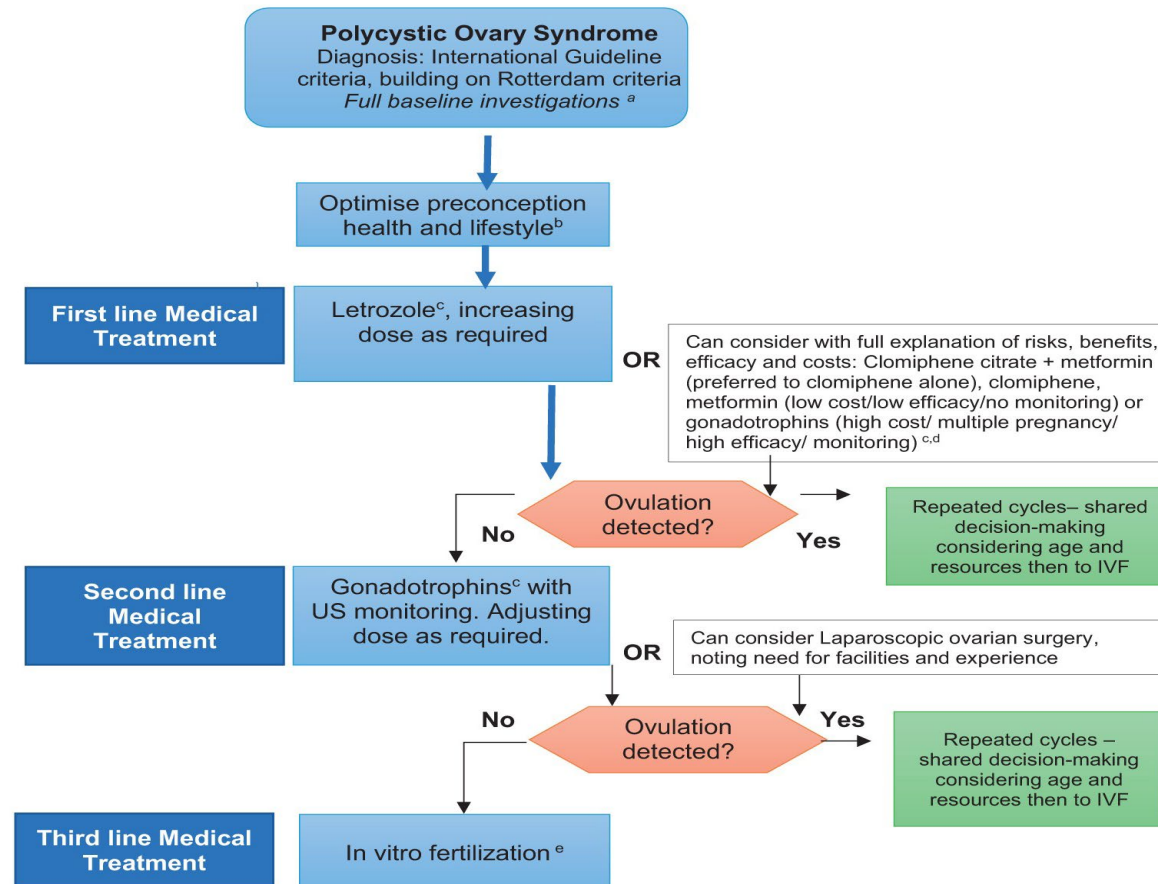 Polycystic Ovary Syndrome
Diagnosis: International Guideline
criteria, building on Rotterdam criteria
Full baseline investigations a
Optimise preconception
health and lifestyleb
First line Medical
Treatment
Letrozolec, increasing
dose as required
OR
Can consider with full explanation of risks, benefits,
efficacy and costs: Clomiphene citrate + metformin
(preferred to clomiphene alone), clomiphene,
metformin (low cost/low efficacy/no monitoring) or
gonadotrophins (high cost/ multiple pregnancy/
high efficacy/ monitoring) c,d
Ovulation
detected?
No
Yes
Repeated cycles– shared
decision-making
considering age and
resources then to IVF
Second line
Medical
Treatment
Gonadotrophinsc with
US monitoring. Adjusting
dose as required.
OR
Can consider Laparoscopic ovarian surgery,
noting need for facilities and experience
No
Ovulation
detected?
Yes
Repeated cycles –
shared decision-making
considering age and
resources then to IVF
Third line Medical
Treatment
In vitro fertilization e